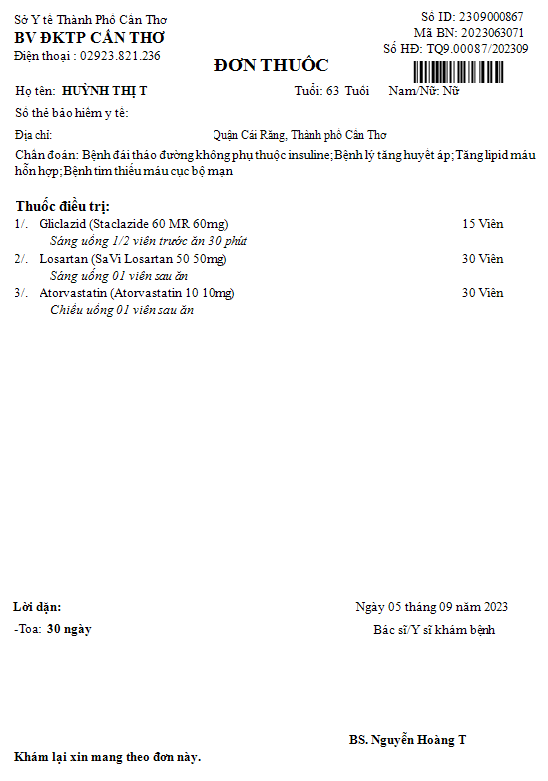 Sở Y tế Thành Phố Cần Thơ
BV ĐKTP CẦN THƠ
Điện thoại : 02923.821.236
Số ID: 2309000867
Mã BN: 2023063071
Số HĐ: TQ9.00087/202309
ĐƠN THUỐC
Họ tên: HUỲNH THỊ T Tuổi: 63 Tuổi Nam/Nữ: Nữ
Số thẻ bảo hiểm y tế:
Địa chỉ: Quận Cái Răng, Thành phố Cần Thơ
Chẩn đoán: Bệnh đái tháo đường không phụ thuộc insuline; Bệnh lý tăng huyết áp; Tăng lipid máu
hỗn hợp; Bệnh tim thiếu máu cục bộ mạn
Thuốc điều trị:
1/. Gliclazid (Staclazide 60 MR 60mg) 15 Viên
Sáng uống 1/2 viên trước ăn 30 phút
2/. Losartan (SaVi Losartan 50 50mg) 30 Viên
Sáng uống 01 viên sau ăn
3/. Atorvastatin (Atorvastatin 10 10mg) 30 Viên
Chiều uống 01 viên sau ăn
Lời dặn:
-Toa: 30 ngày
Ngày 05 tháng 09 năm 2023
Bác sĩ/Y sĩ khám bệnh
BS. Nguyễn Hoàng T
Khám lại xin mang theo đơn này.